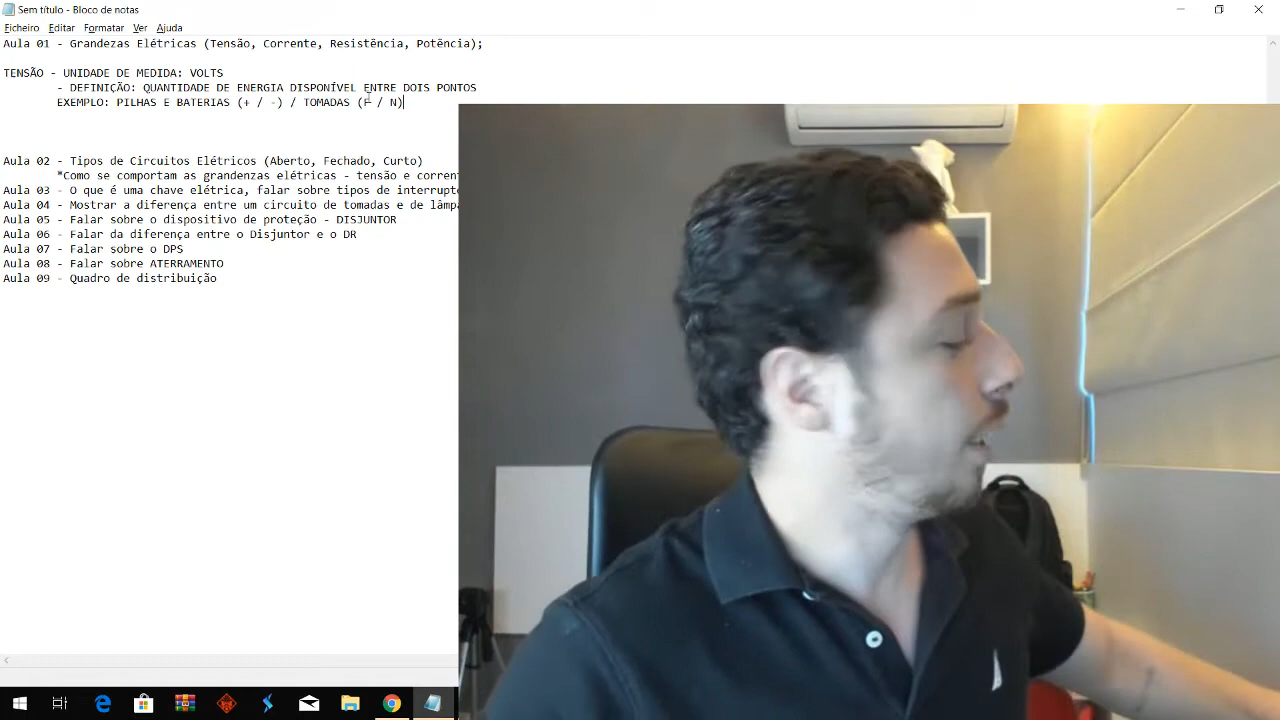 Sem título - Bloco de notas
Ficheiro Editar Formatar Ver Ajuda
Aula 01 - Grandezas Elétricas (Tensão, Corrente, Resistência, Potência);
TENSÃO - UNIDADE DE MEDIDA: VOLTS
- DEFINIÇÃO: QUANTIDADE DE ENERGIA DISPONÍVEL ENTRE DOIS PONTOS
EXEMPLO: PILHAS E BATERIAS (+ / -) / TOMADAS (F / N)
Aula 02 - Tipos de Circuitos Elétricos (Aberto, Fechado, Curto)
*Como se comportam as grandenzas elétricas - tensão e corren
Aula 03 - O que é uma chave elétrica, falar sobre tipos de interrupt
Aula 04 - Mostrar a diferença entre um circuito de tomadas e de lâmp
Aula 05 - Falar sobre o dispositivo de proteção - DISJUNTOR
Aula 06 - Falar da diferença entre o Disjuntor e o DR
Aula 07 - Falar sobre o DPS
Aula 08 - Falar sobre ATERRAMENTO
Aula 09 - Quadro de distribuição